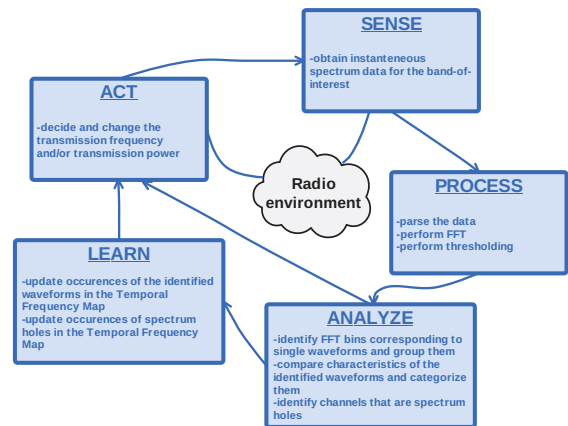 SENSE
-obtain instanteneous
spectrum data for the band-of-
interest
ACT
-decide and change the
transmission frequency
and/or transmission power
Radio
environment
PROCESS
-parse the data
-perform FFT
-perform thresholding
LEARN
-update occurences of the identified
waveforms in the Temporal
Frequency Map
-update occurences of spectrum
holes in the Temporal Frequency
Map
ANALYZE
-identify FFT bins corresponding to
single waveforms and group them
-compare characteristics of the
identified waveforms and categorize
them
-identify channels that are spectrum
holes